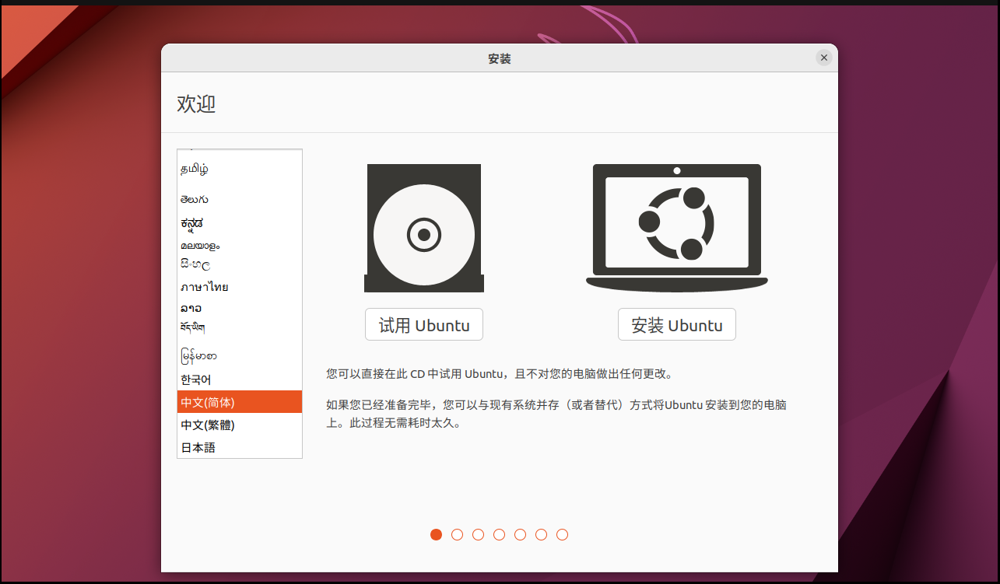 安装
欢迎
தமிழ்
తెలుగు
ಕನ್ನಡ
മലയാളം
සිංහල
ภาษาไทย
ລາວ
བོད་ཡིག
မြန်မာစာ
한국어
中文(简体)
中文(繁體)
日本語
试用 Ubuntu
安装 Ubuntu
您可以直接在此 CD 中试用 Ubuntu，且不对您的电脑做出任何更改。
如果您已经准备完毕，您可以与现有系统并存（或者替代）方式将Ubuntu 安装到您的电脑
上。此过程无需耗时太久。